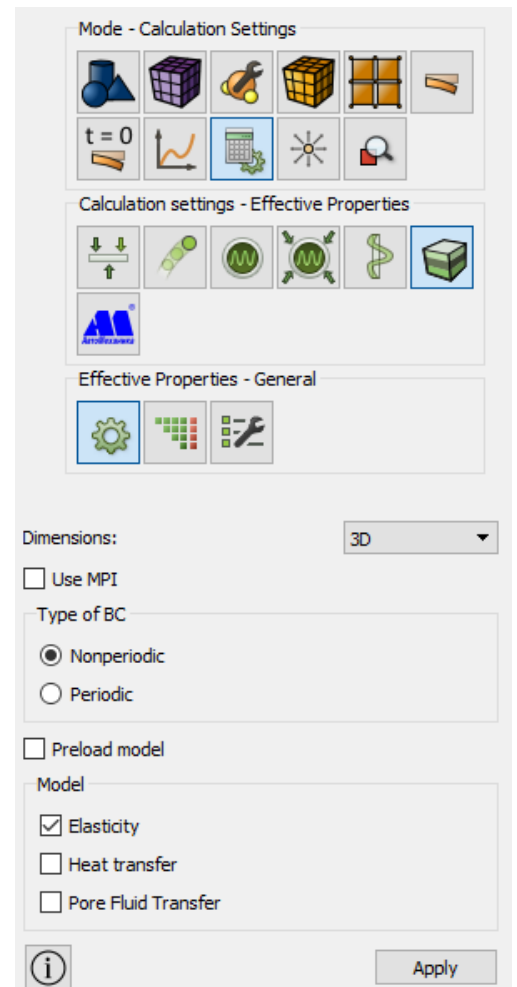 Mode - Calculation Settings
t = 0
Calculation settings - Effective Properties
АвтоМеханика
Effective Properties - General
Dimensions:
3D
Use MPI
Type of BC
Nonperiodic
Periodic
Preload model
Model
Elasticity
Heat transfer
Pore Fluid Transfer
Apply